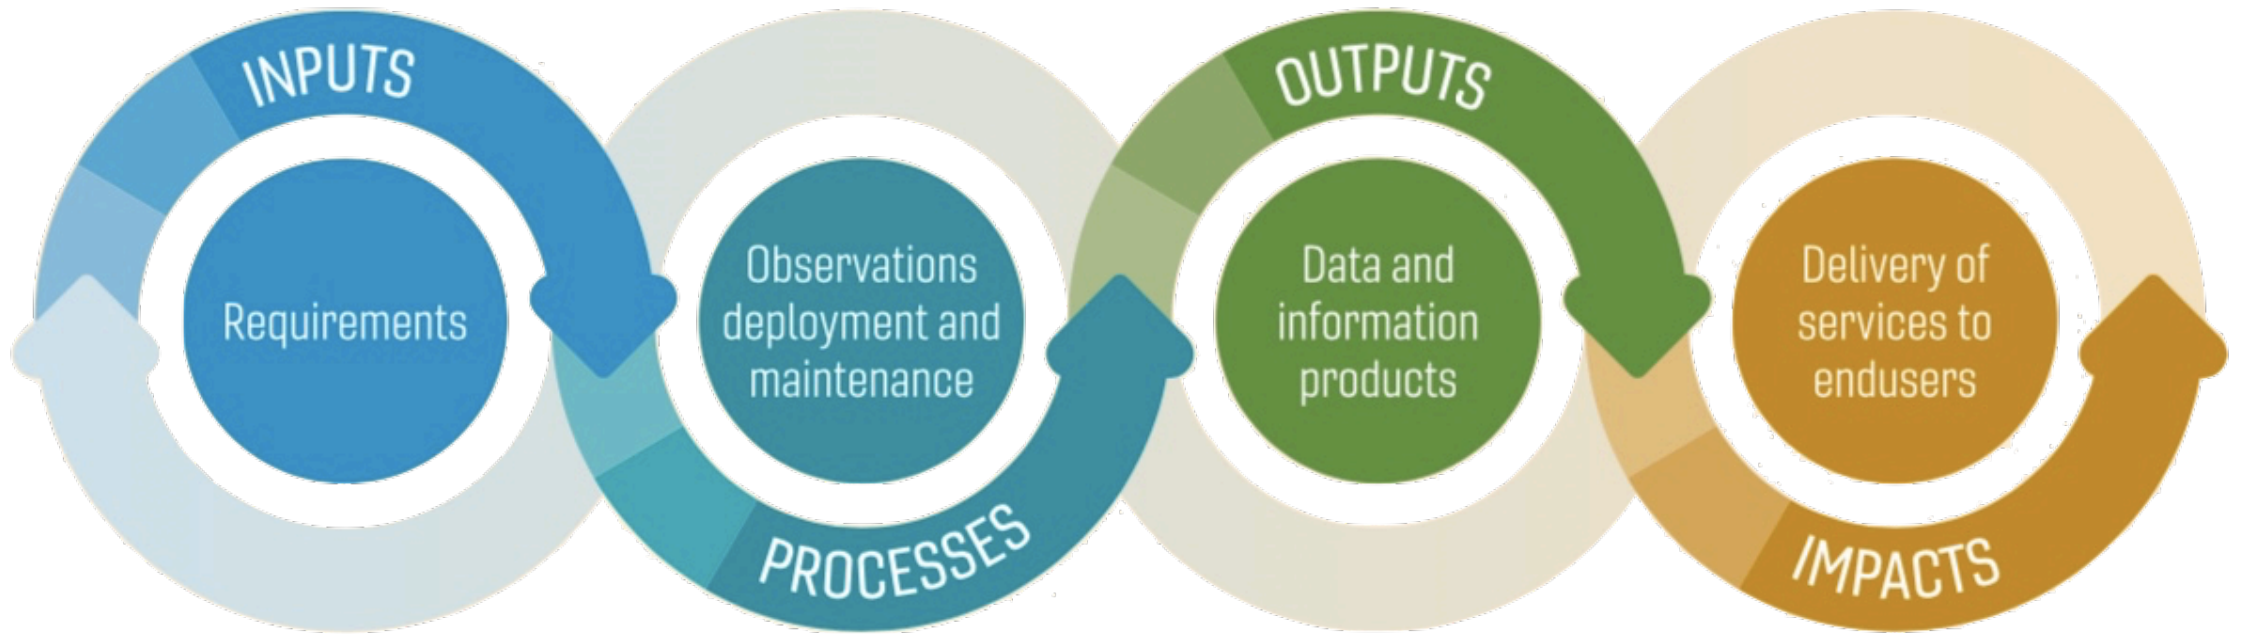 INPUTS
Requirements
Observations
deployment and
maintenance
PROCESSES
OUTPUTS
Data and
information
products
Delivery of
services to
endusers
IMPACTS